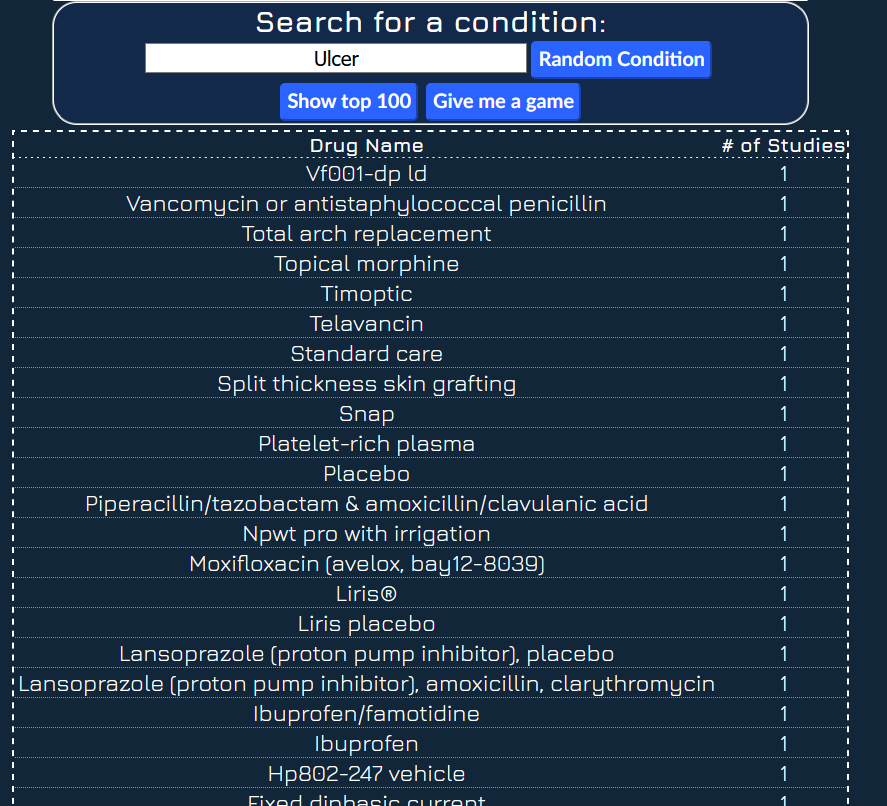 Search for a condition:
Ulcer
Random Condition
Show top 100
Give me a game
Drug Name # of Studies
Vf001-dp ld 1
Vancomycin or antistaphylococcal penicillin 1
Total arch replacement 1
Topical morphine 1
Timoptic 1
Telavancin 1
Standard care 1
Split thickness skin grafting 1
Snap 1
Platelet-rich plasma 1
Placebo 1
Piperacillin/tazobactam & amoxicillin/clavulanic acid 1
Npwt pro with irrigation 1
Moxifloxacin (avelox, bay12-8039) 1
Liris® 1
Liris placebo 1
Lansoprazole (proton pump inhibitor), placebo 1
Lansoprazole (proton pump inhibitor), amoxicillin, clarythromycin 1
Ibuprofen/famotidine 1
Ibuprofen 1
Hp802-247 vehicle 1
Fixed diphasic current 1